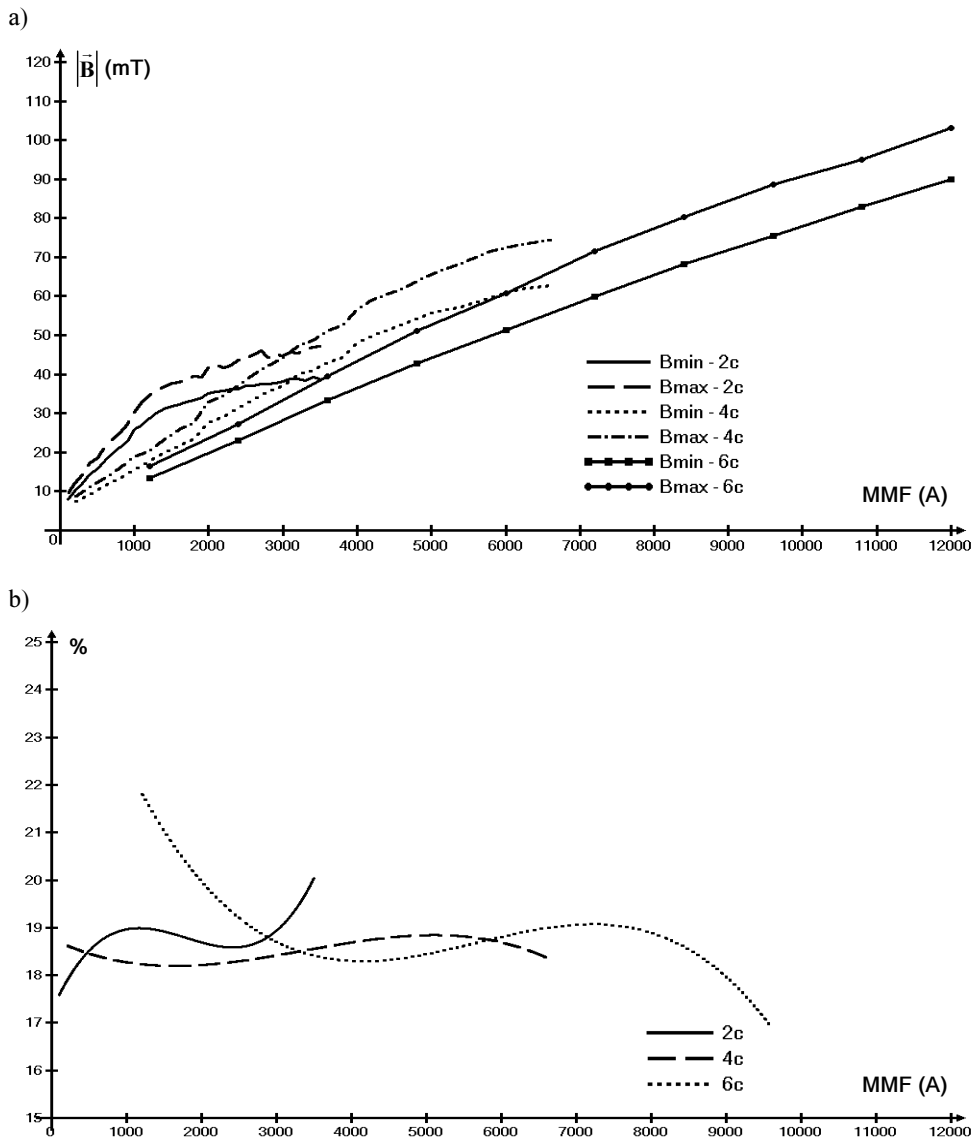 a)
|B| (mT)
120
110
100
90
80
70
60
50
40
30
20
10
0 1000 2000 3000 4000 5000 6000 7000 8000 9000 10000 11000 12000
MMF (A)
Bmin - 2c
Bmax - 2c
Bmin - 4c
Bmax - 4c
Bmin - 6c
Bmax - 6c
b)
%
25
24
23
22
21
20
19
18
17
16
15
0 1000 2000 3000 4000 5000 6000 7000 8000 9000 10000 11000 12000
MMF (A)
2c
4c
6c